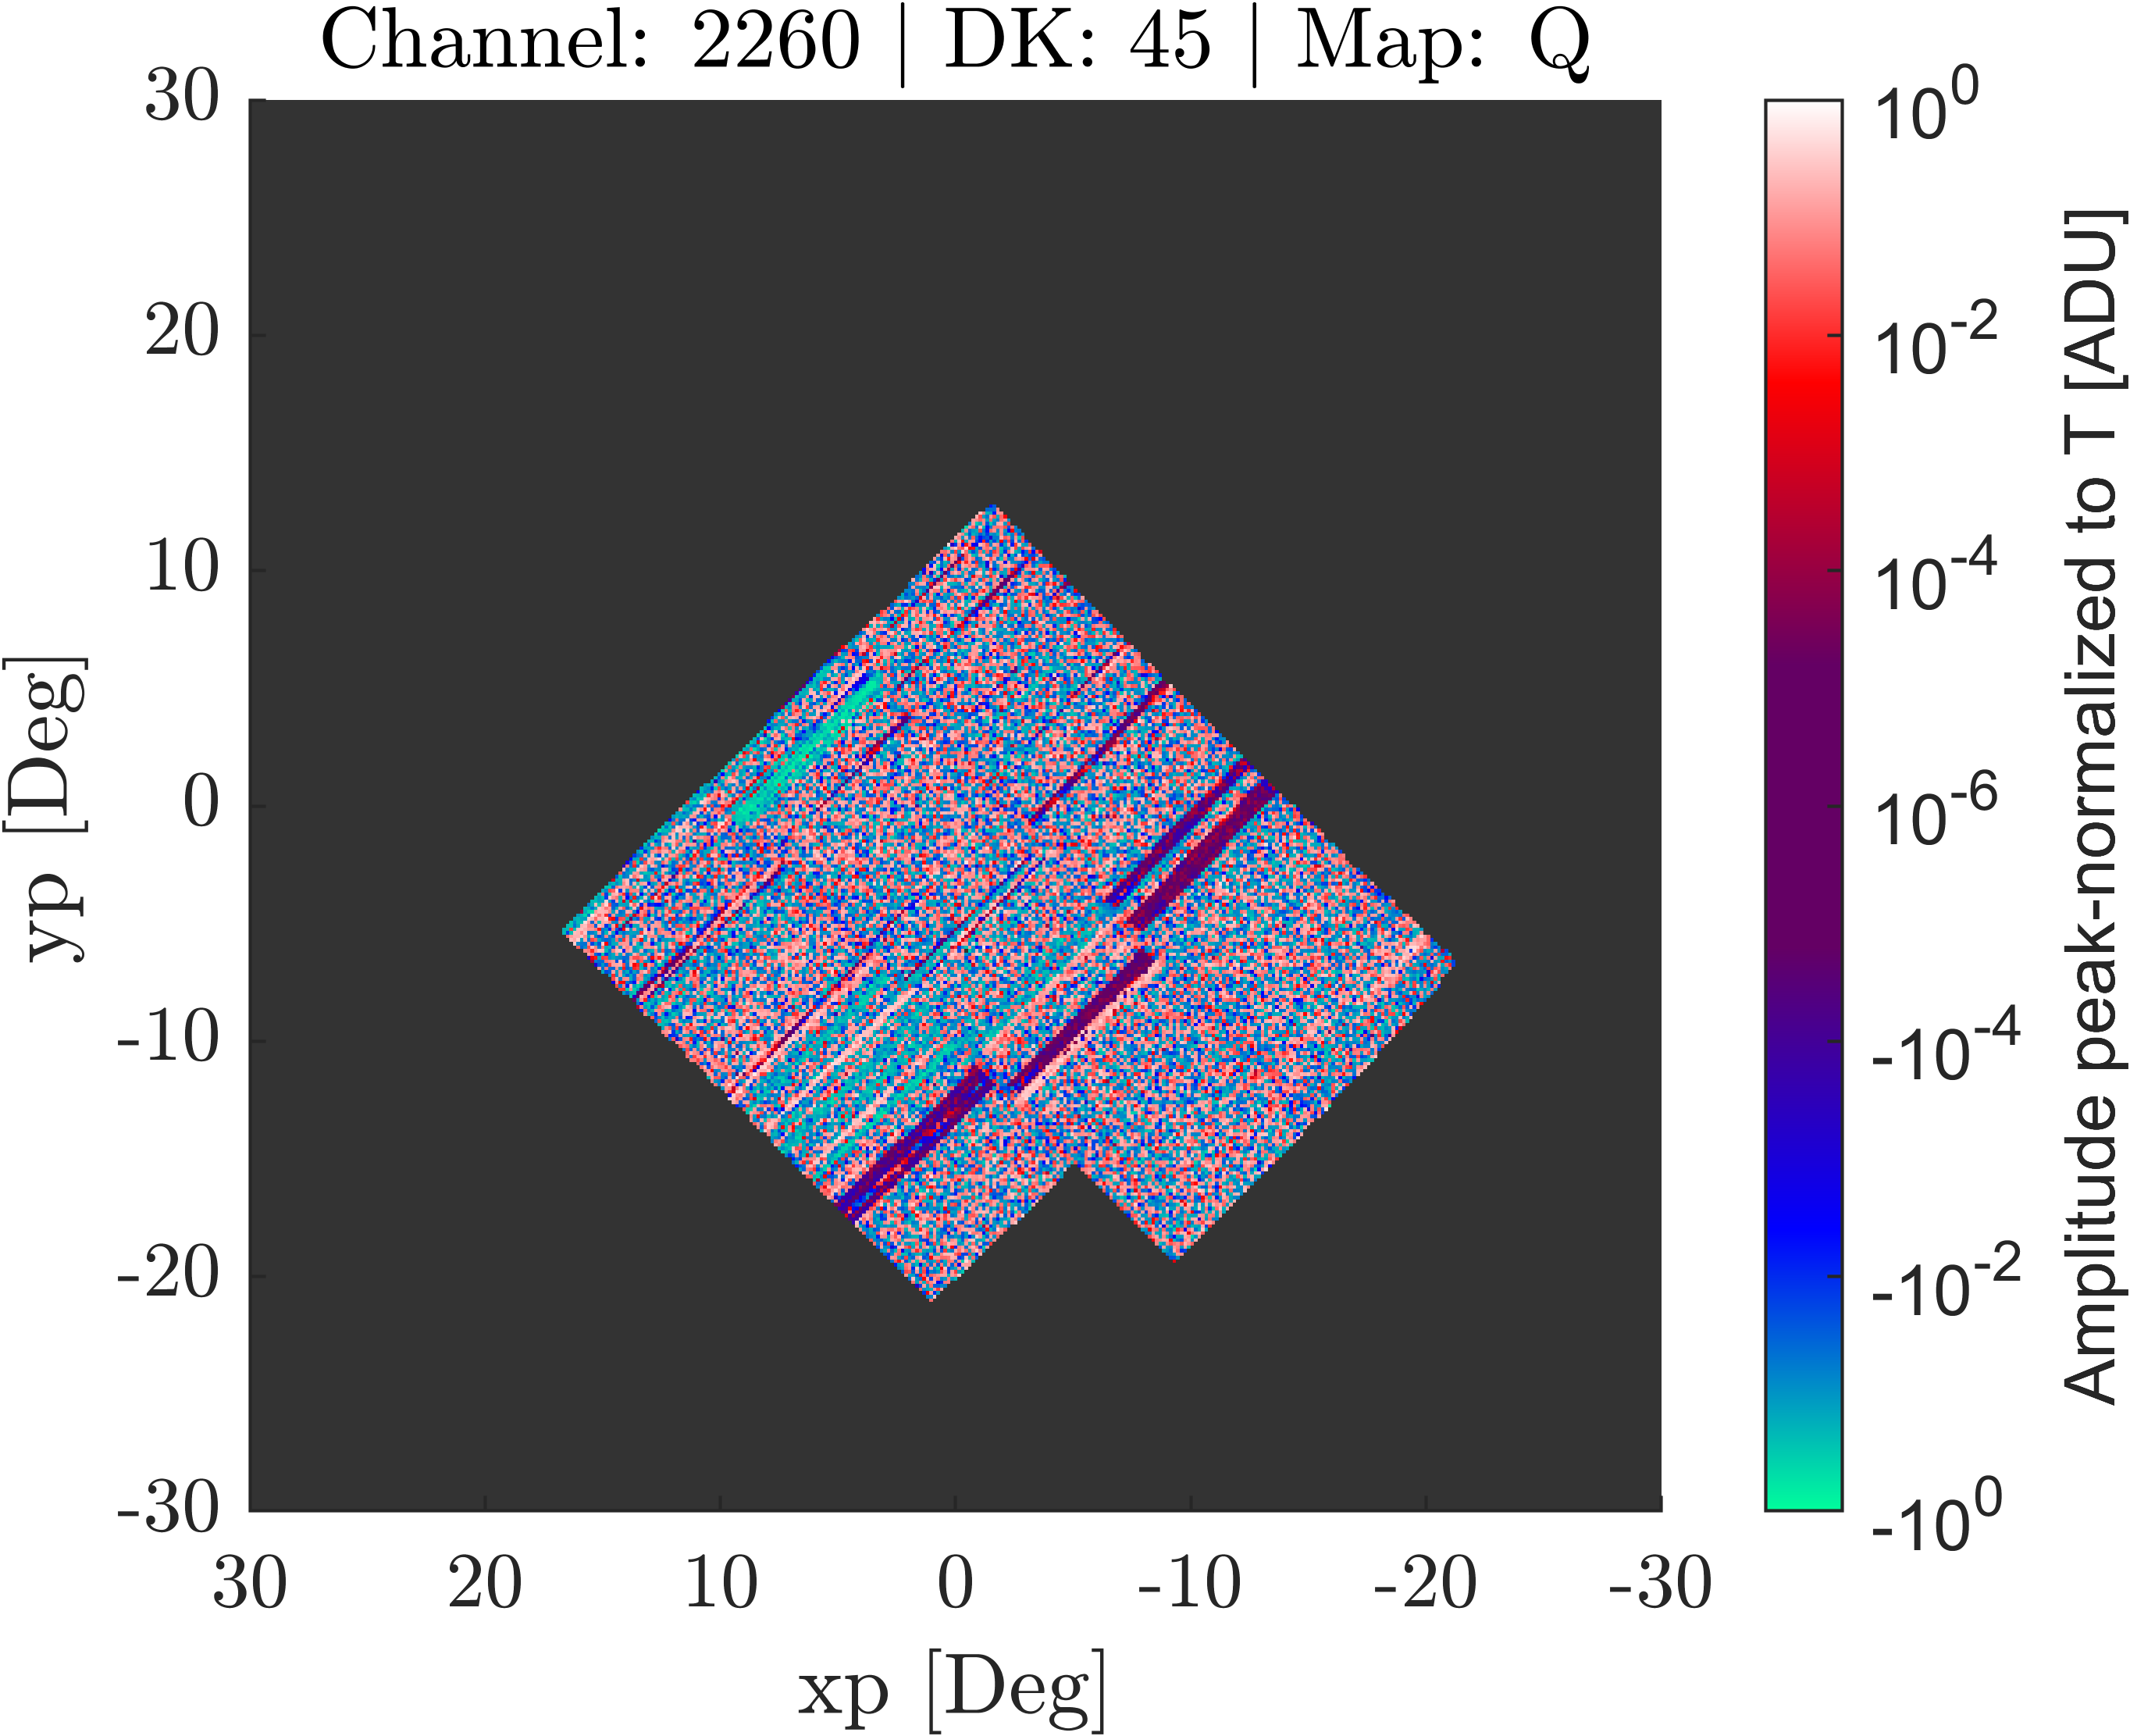 Channel: 2260 | DK: 45 | Map: Q
30
20
10
0
-10
-20
-30
yp [Deg]
30 20 10 0 -10 -20 -30
xp [Deg]
10^0
10^-2
10^-4
10^-6
-10^-4
-10^-2
-10^0
Amplitude peak-normalized to T [ADU]